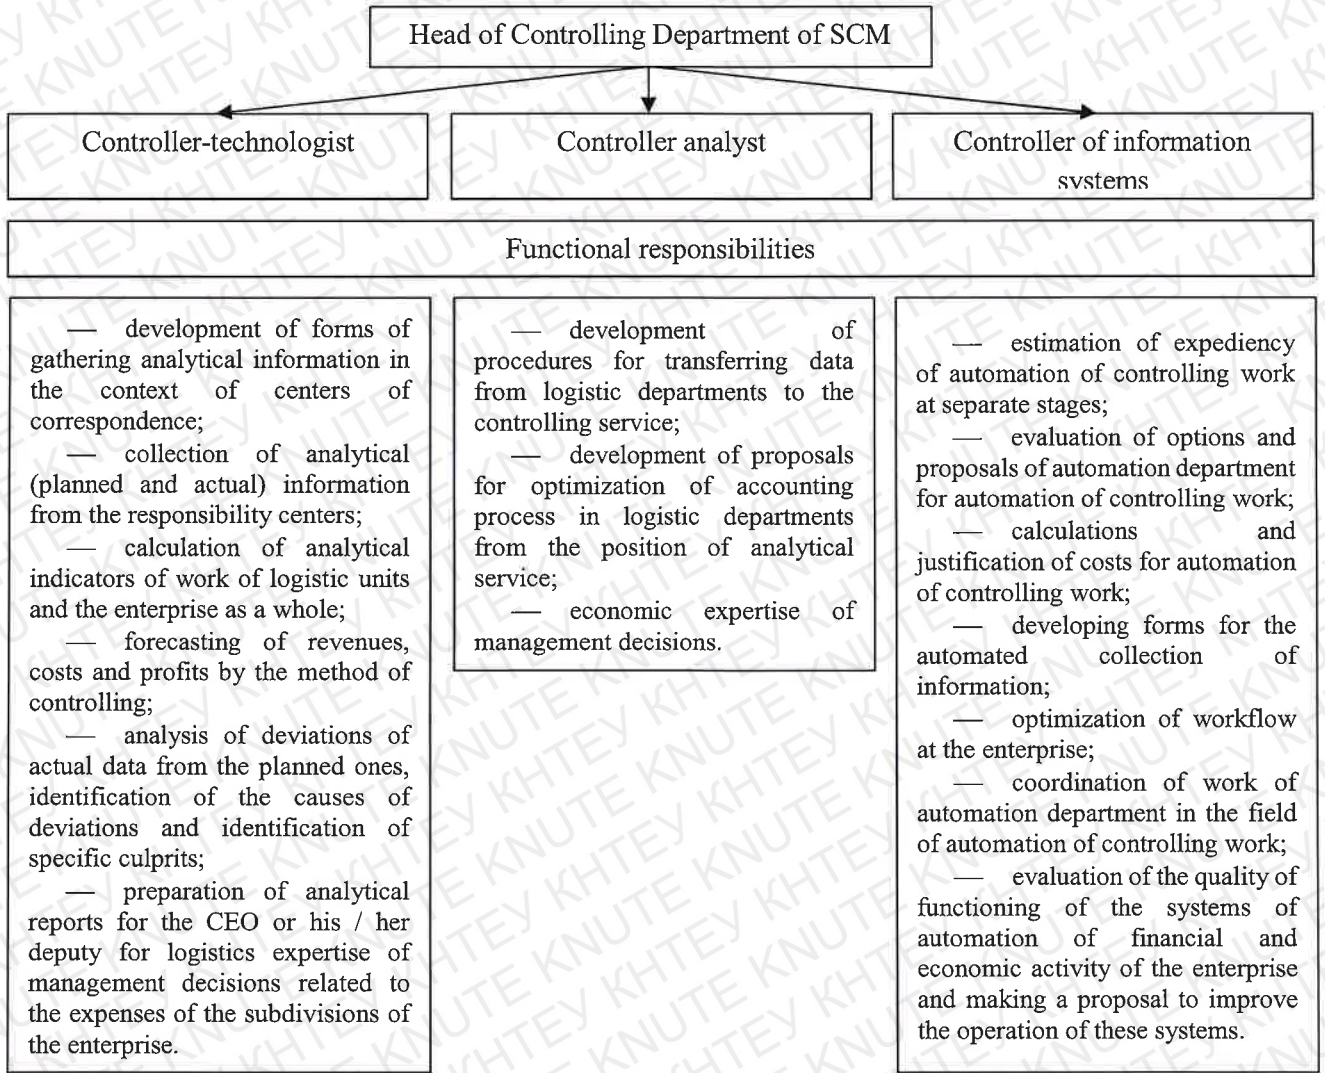 Head of Controlling Department of SCM
Controller-technologist
Controller analyst
Controller of information
systems
Functional responsibilities
— development of forms of
gathering analytical information in
the context of centers of
correspondence;
— collection of analytical
(planned and actual) information
from the responsibility centers;
— calculation of analytical
indicators of work of logistic units
and the enterprise as a whole;
— forecasting of revenues,
costs and profits by the method of
controlling;
— analysis of deviations of
actual data from the planned ones,
identification of the causes of
deviations and identification of
specific culprits;
— preparation of analytical
reports for the CEO or his / her
deputy for logistics expertise of
management decisions related to
the expenses of the subdivisions of
the enterprise.
— development of
procedures for transferring data
from logistic departments to the
controlling service;
— development of proposals
for optimization of accounting
process in logistic departments
from the position of analytical
service;
— economic expertise of
management decisions.
— estimation of expediency
of automation of controlling work
at separate stages;
— evaluation of options and
proposals of automation department
for automation of controlling work;
— calculations and
justification of costs for automation
of controlling work;
— developing forms for the
automated collection of
information;
— optimization of workflow
at the enterprise;
— coordination of work of
automation department in the field
of automation of controlling work;
— evaluation of the quality of
functioning of the systems of
automation of financial and
economic activity of the enterprise
and making a proposal to improve
the operation of these systems.